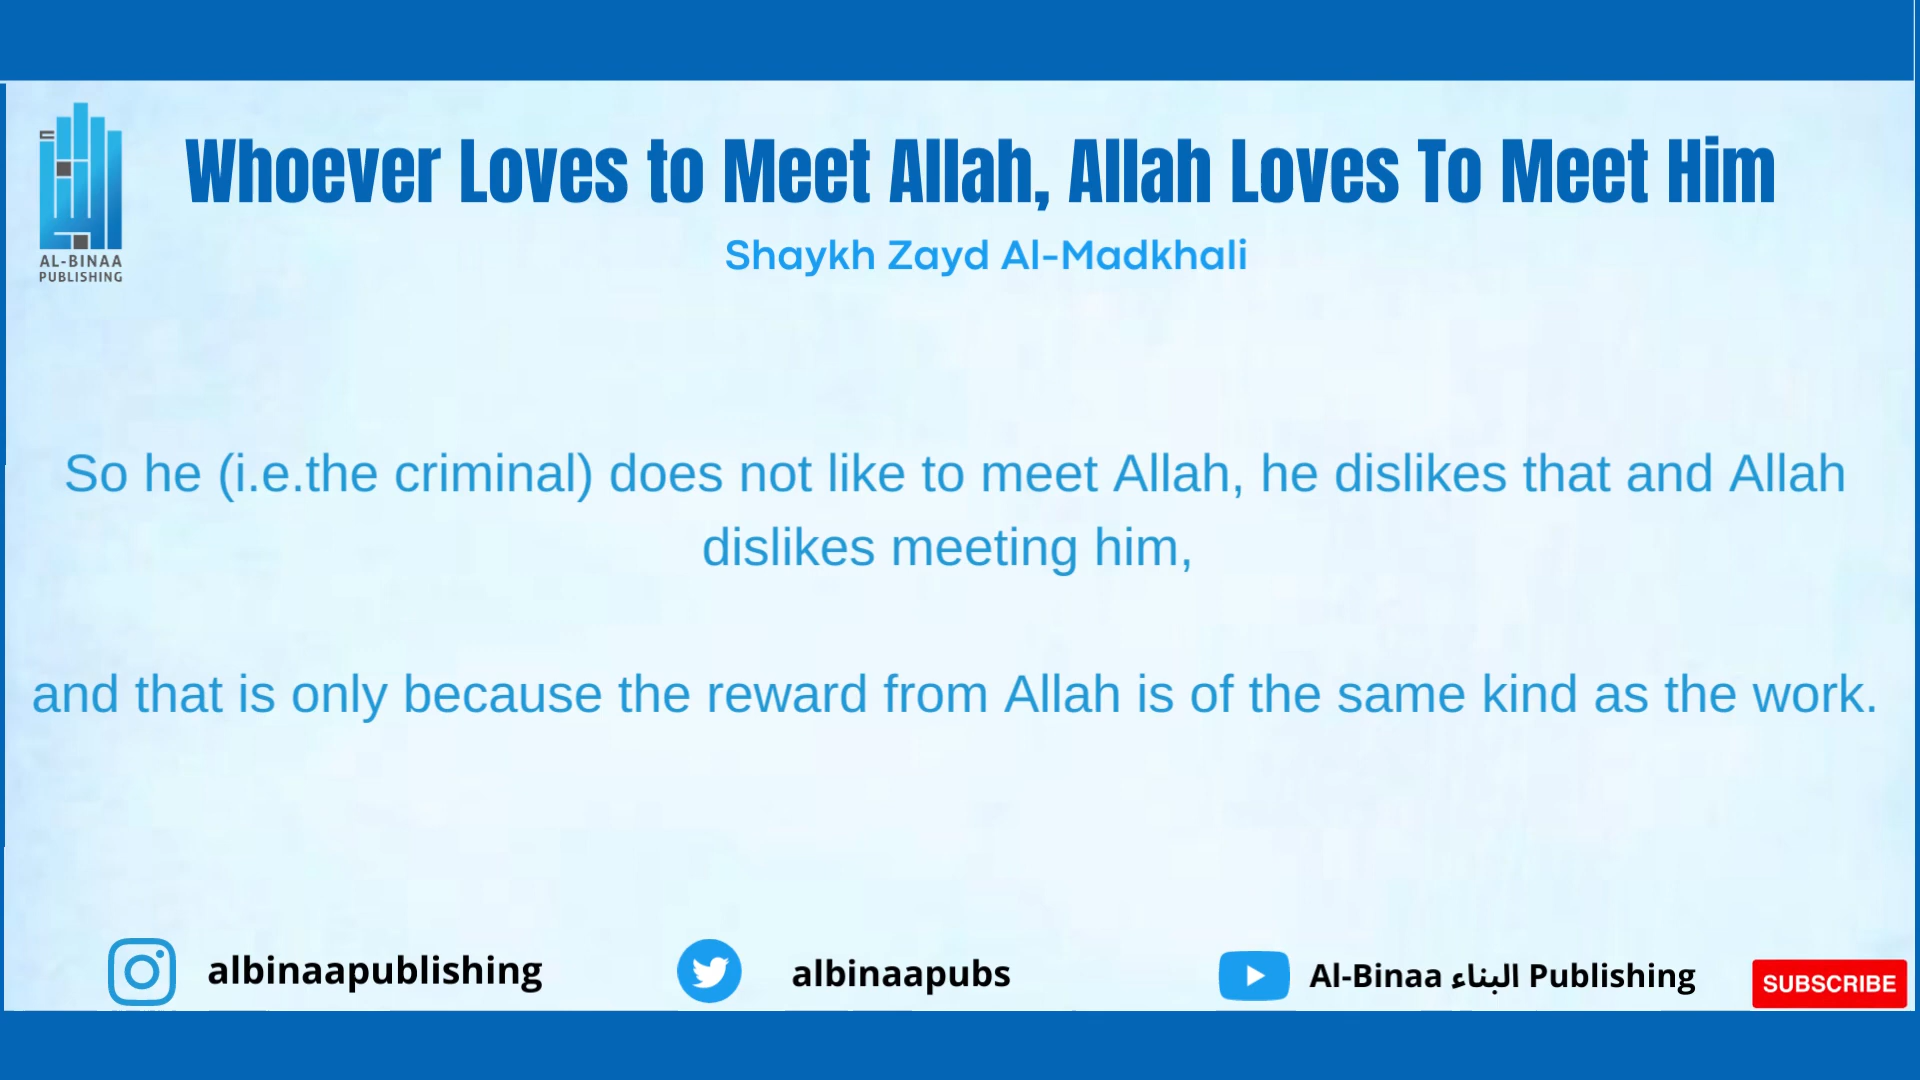 AL-BINAA
PUBLISHING
Whoever Loves to Meet Allah, Allah Loves To Meet Him
Shaykh Zayd Al-Madkhali
So he (i.e.the criminal) does not like to meet Allah, he dislikes that and Allah
dislikes meeting him,
and that is only because the reward from Allah is of the same kind as the work.
albinaapublishing
albinaapubs
Al-Binaa البناء Publishing
SUBSCRIBE